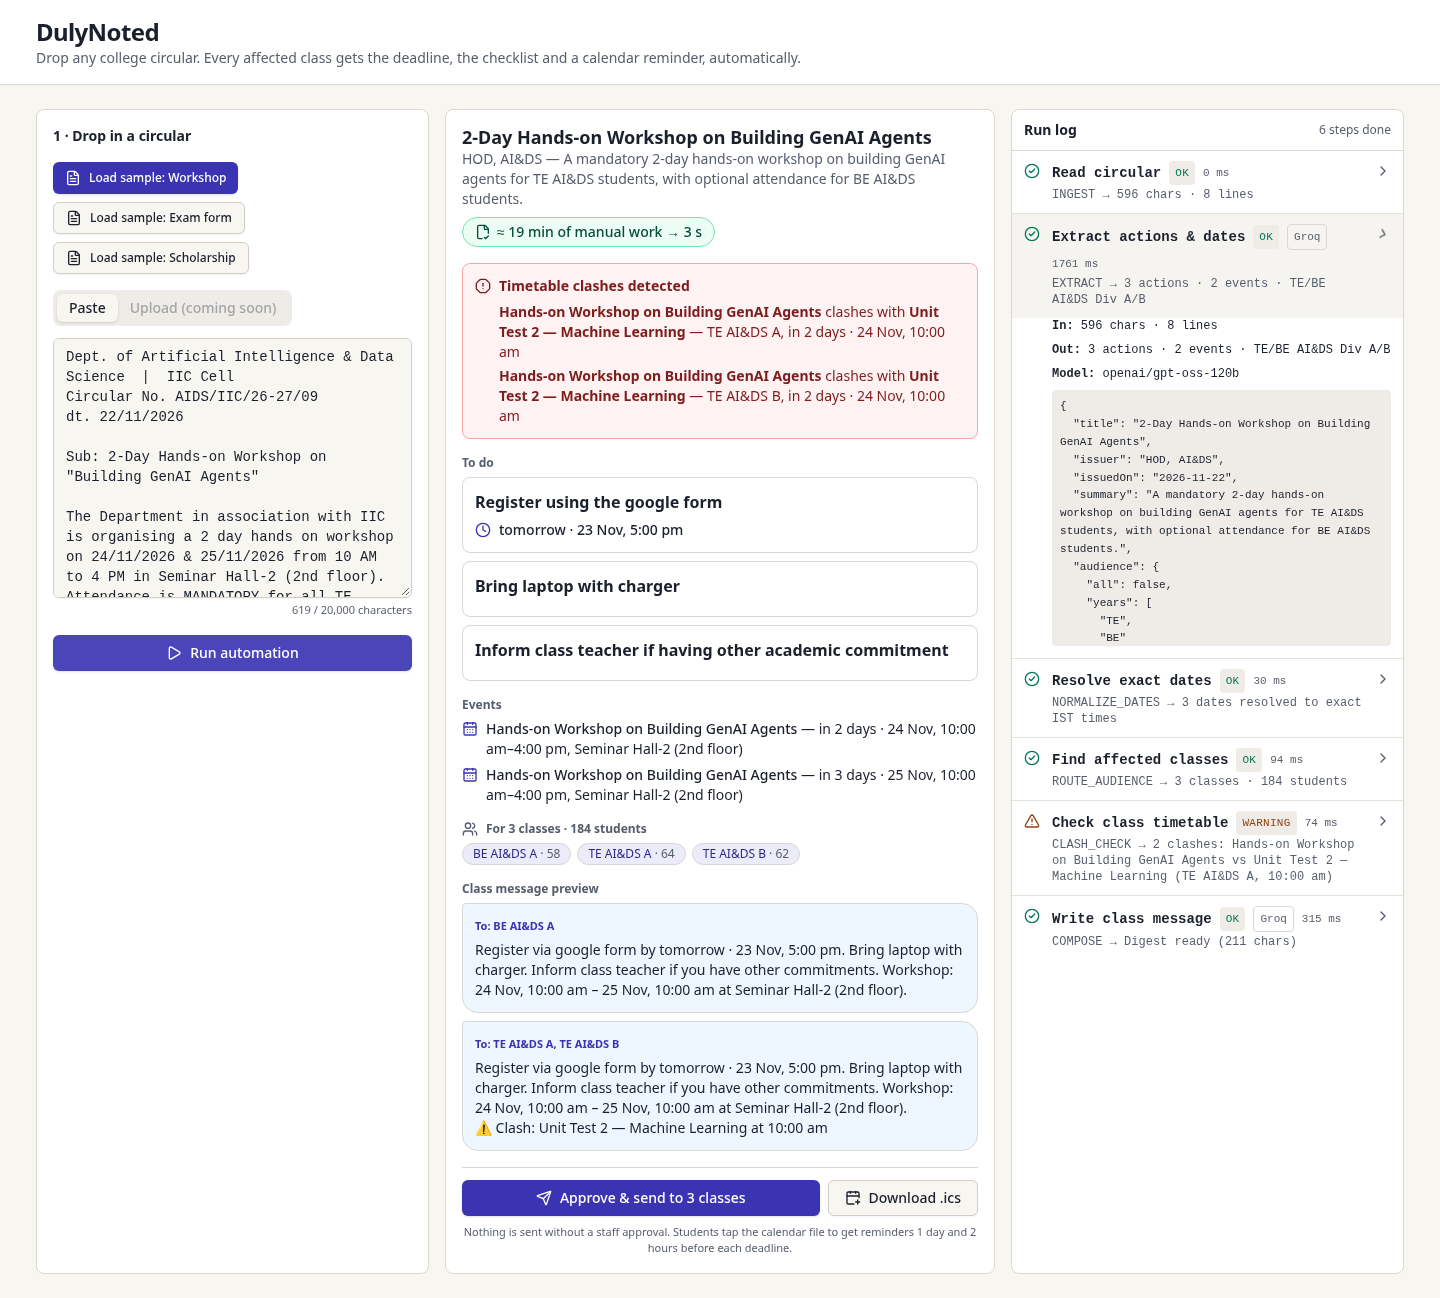 DulyNoted
Drop any college circular. Every affected class gets the deadline, the checklist and a calendar reminder, automatically.
1 · Drop in a circular
Load sample: Workshop
Load sample: Exam form
Load sample: Scholarship
Paste
Upload (coming soon)
Dept. of Artificial Intelligence & Data
Science | IIC Cell
Circular No. AIDS/IIC/26-27/09
dt. 22/11/2026
Sub: 2-Day Hands-on Workshop on
"Building GenAI Agents"
The Department in association with IIC
is organising a 2 day hands on workshop
on 24/11/2026 & 25/11/2026 from 10 AM
to 4 PM in Seminar Hall-2 (2nd floor).
Attendance is MANDATORY for all TE
619 / 20,000 characters
Run automation
2-Day Hands-on Workshop on Building GenAI Agents
HOD, AI&DS — A mandatory 2-day hands-on workshop on building GenAI
agents for TE AI&DS students, with optional attendance for BE AI&DS
students.
≈ 19 min of manual work → 3 s
Timetable clashes detected
Hands-on Workshop on Building GenAI Agents clashes with Unit
Test 2 — Machine Learning — TE AI&DS A, in 2 days · 24 Nov, 10:00
am
Hands-on Workshop on Building GenAI Agents clashes with Unit
Test 2 — Machine Learning — TE AI&DS B, in 2 days · 24 Nov, 10:00
am
To do
Register using the google form
tomorrow · 23 Nov, 5:00 pm
Bring laptop with charger
Inform class teacher if having other academic commitment
Events
Hands-on Workshop on Building GenAI Agents — in 2 days · 24 Nov, 10:00
am–4:00 pm, Seminar Hall-2 (2nd floor)
Hands-on Workshop on Building GenAI Agents — in 3 days · 25 Nov, 10:00
am–4:00 pm, Seminar Hall-2 (2nd floor)
For 3 classes · 184 students
BE AI&DS A · 58
TE AI&DS A · 64
TE AI&DS B · 62
Class message preview
To: BE AI&DS A
Register via google form by tomorrow · 23 Nov, 5:00 pm. Bring laptop with
charger. Inform class teacher if you have other commitments. Workshop:
24 Nov, 10:00 am – 25 Nov, 10:00 am at Seminar Hall-2 (2nd floor).
To: TE AI&DS A, TE AI&DS B
Register via google form by tomorrow · 23 Nov, 5:00 pm. Bring laptop with
charger. Inform class teacher if you have other commitments. Workshop:
24 Nov, 10:00 am – 25 Nov, 10:00 am at Seminar Hall-2 (2nd floor).
⚠️ Clash: Unit Test 2 — Machine Learning at 10:00 am
Approve & send to 3 classes
Download .ics
Nothing is sent without a staff approval. Students tap the calendar file to get reminders 1 day and 2
hours before each deadline.
Run log
6 steps done
Read circular OK 0 ms
INGEST → 596 chars · 8 lines
Extract actions & dates OK Groq
1761 ms
EXTRACT → 3 actions · 2 events · TE/BE
AI&DS Div A/B
In: 596 chars · 8 lines
Out: 3 actions · 2 events · TE/BE AI&DS Div A/B
Model: openai/gpt-oss-120b
{
"title": "2-Day Hands-on Workshop on Building
GenAI Agents",
"issuer": "HOD, AI&DS",
"issuedOn": "2026-11-22",
"summary": "A mandatory 2-day hands-on
workshop on building GenAI agents for TE AI&DS
students, with optional attendance for BE AI&DS
students.",
"audience": {
"all": false,
"years": [
"TE",
"BE"
Resolve exact dates OK 30 ms
NORMALIZE_DATES → 3 dates resolved to exact
IST times
Find affected classes OK 94 ms
ROUTE_AUDIENCE → 3 classes · 184 students
Check class timetable WARNING 74 ms
CLASH_CHECK → 2 clashes: Hands-on Workshop
on Building GenAI Agents vs Unit Test 2 —
Machine Learning (TE AI&DS A, 10:00 am)
Write class message OK Groq 315 ms
COMPOSE → Digest ready (211 chars)